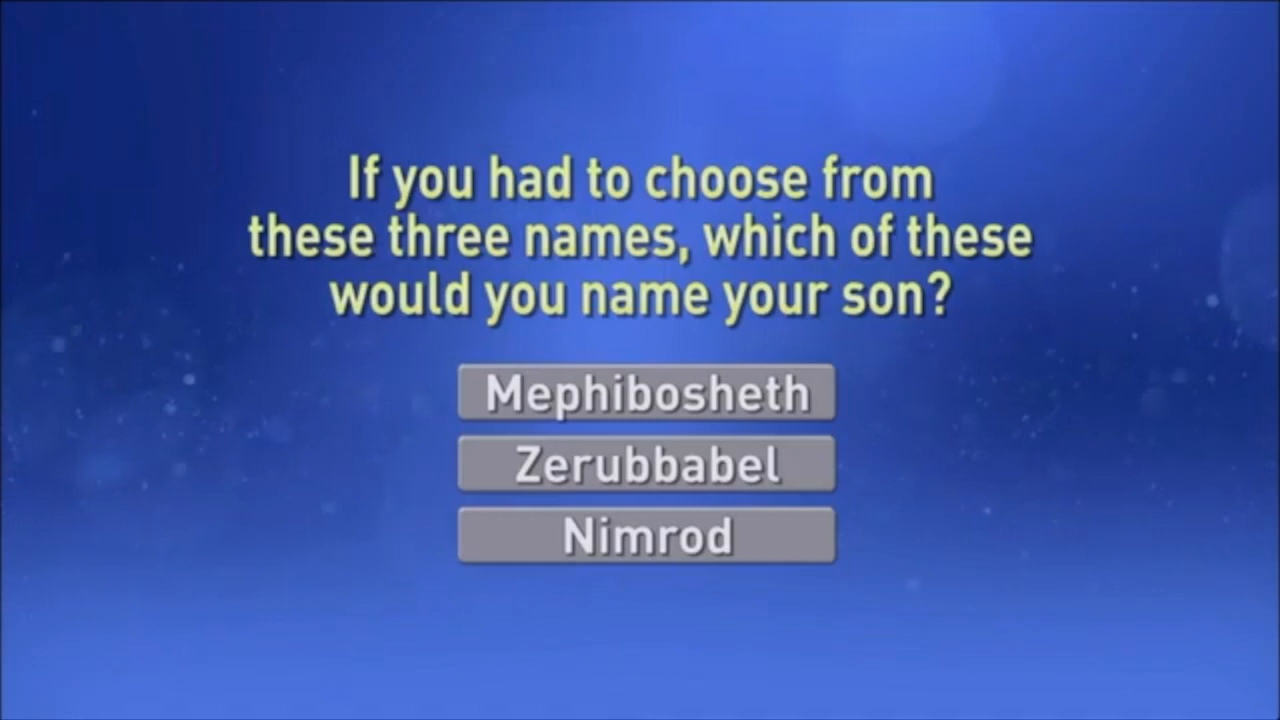 If you had to choose from
these three names, which of these
would you name your son?
Mephibosheth
Zerubbabel
Nimrod